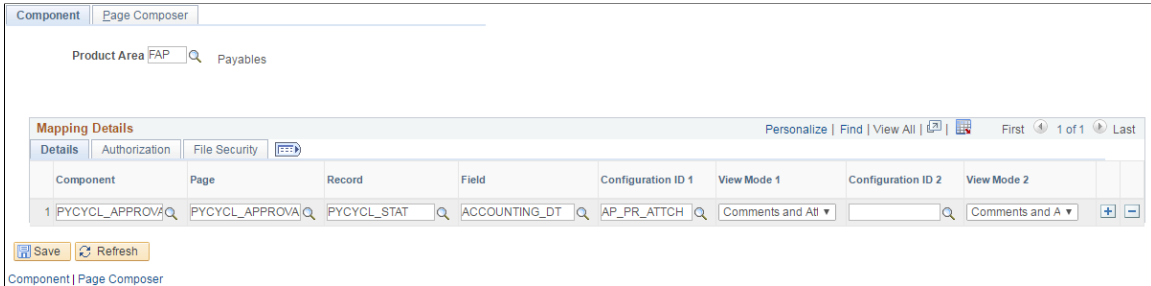 Component Page Composer
Product Area FAP Payables
Mapping Details Personalize | Find | View All | | First 1 of 1 Last
Details Authorization File Security
Component Page Record Field Configuration ID 1 View Mode 1 Configuration ID 2 View Mode 2
1 PYCYCL_APPROVA PYCYCL_APPROVA PYCYCL_STAT ACCOUNTING_DT AP_PR_ATTCH Comments and Att Comments and A
Save Refresh
Component | Page Composer